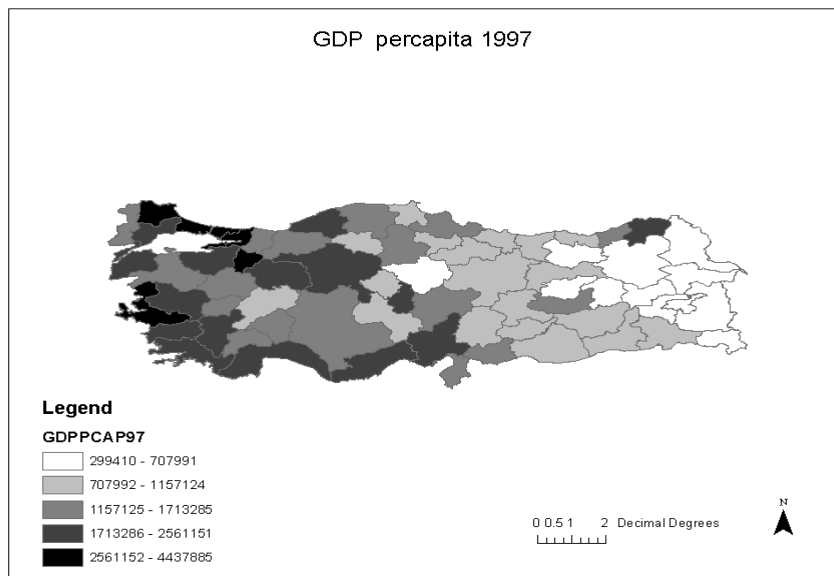 GDP percapita 1997
Legend
GDPPCAP97
299410 - 707991
707992 - 1157124
1157125 - 1713285
1713286 - 2561151
2561152 - 4437885
0 0.5 1 2 Decimal Degrees
N